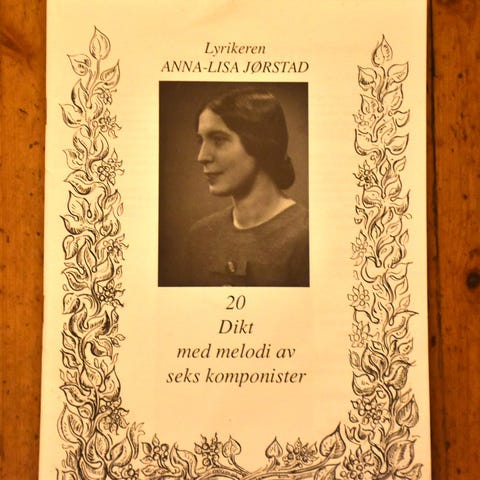 Lyrikeren
ANNA-LISA JØRSTAD
20
Dikt
med melodi av
seks komponister